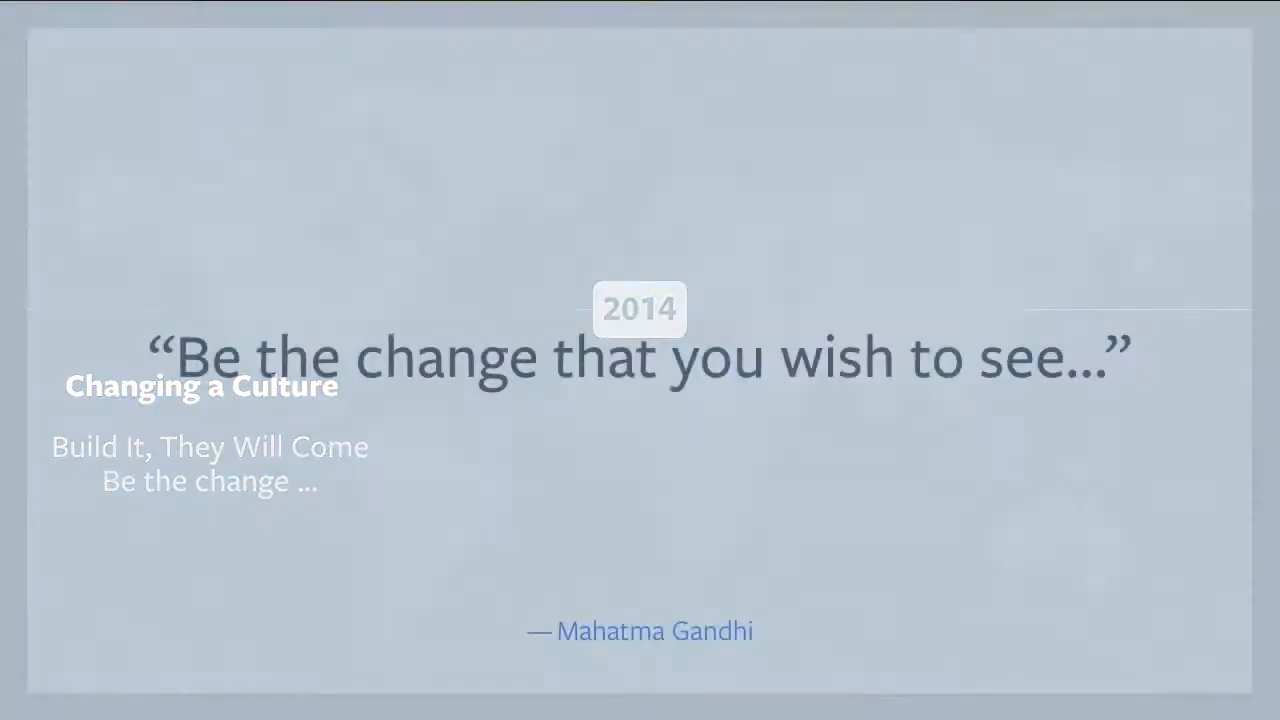 2014
“Be the change that you wish to see...”
Changing a Culture
Build It, They Will Come
Be the change ...
— Mahatma Gandhi